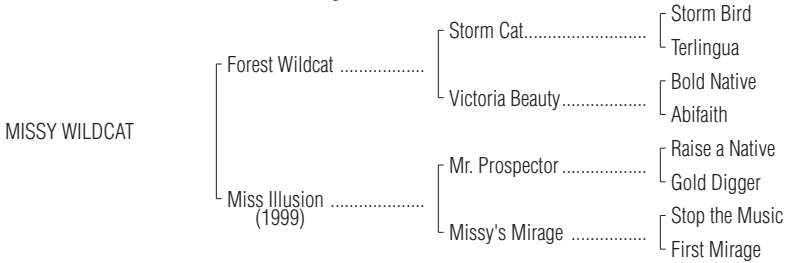 Storm Bird
Storm Cat..........................
Terlingua
Forest Wildcat ..................
Bold Native
Victoria Beauty..................
Abifaith
MISSY WILDCAT
Raise a Native
Mr. Prospector ..................
Gold Digger
Miss Illusion ....................
(1999)
Stop the Music
Missy's Mirage ................
First Mirage